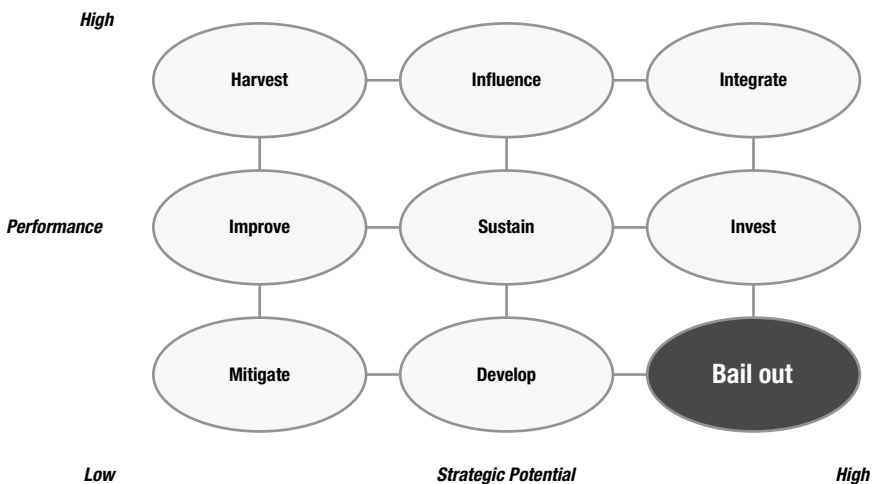 High
Harvest Influence Integrate
Performance Improve Sustain Invest
Mitigate Develop Bail out
Low Strategic Potential High